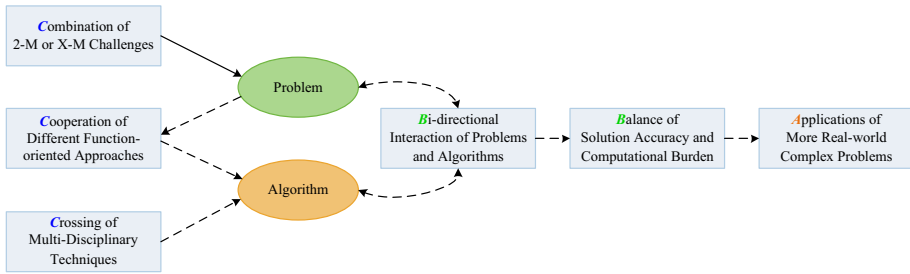 Combination of
2-M or X-M Challenges
Problem
Cooperation of
Different Function-
oriented Approaches
Bi-directional
Interaction of Problems
and Algorithms
Balance of
Solution Accuracy and
Computational Burden
Applications of
More Real-world
Complex Problems
Algorithm
Crossing of
Multi-Disciplinary
Techniques